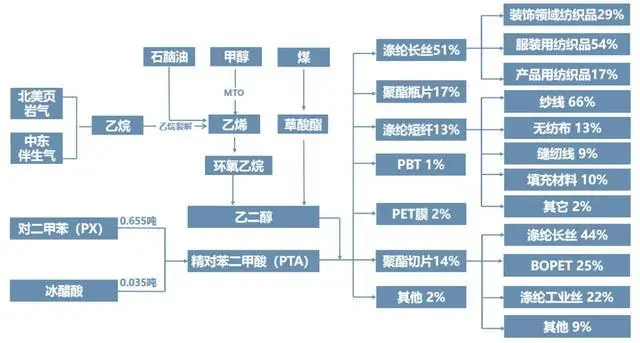 石脑油
甲醇
煤
MTO
北美页
岩气
中东
伴生气
乙烷
乙烷裂解
乙烯
草酸酯
环氧乙烷
乙二醇
对二甲苯（PX）
0.655吨
冰醋酸
0.035吨
精对苯二甲酸（PTA）
涤纶长丝51%
聚酯瓶片17%
涤纶短纤13%
PBT 1%
PET膜 2%
聚酯切片14%
其他 2%
装饰领域纺织品29%
服装用纺织品54%
产品用纺织品17%
纱线 66%
无纺布 13%
缝纫线 9%
填充材料 10%
其它 2%
涤纶长丝 44%
BOPET 25%
涤纶工业丝 22%
其他 9%